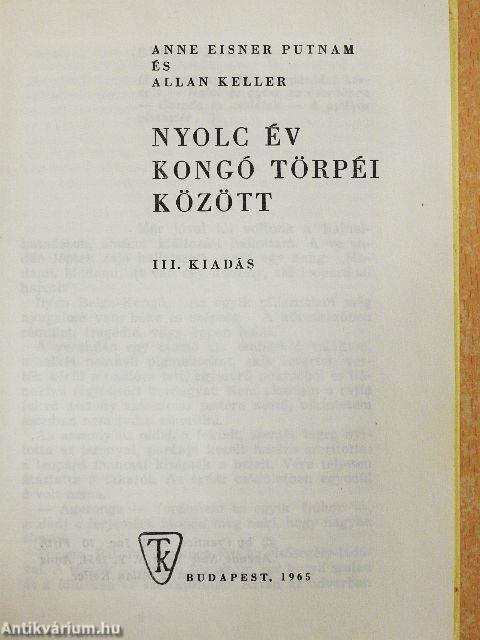 ANNE EISNER PUTNAM
ÉS
ALLAN KELLER
NYOLC ÉV
KONGÓ TÖRPÉI
KÖZÖTT
III. KIADÁS
TK
BUDAPEST, 1965
Antikvárium.hu